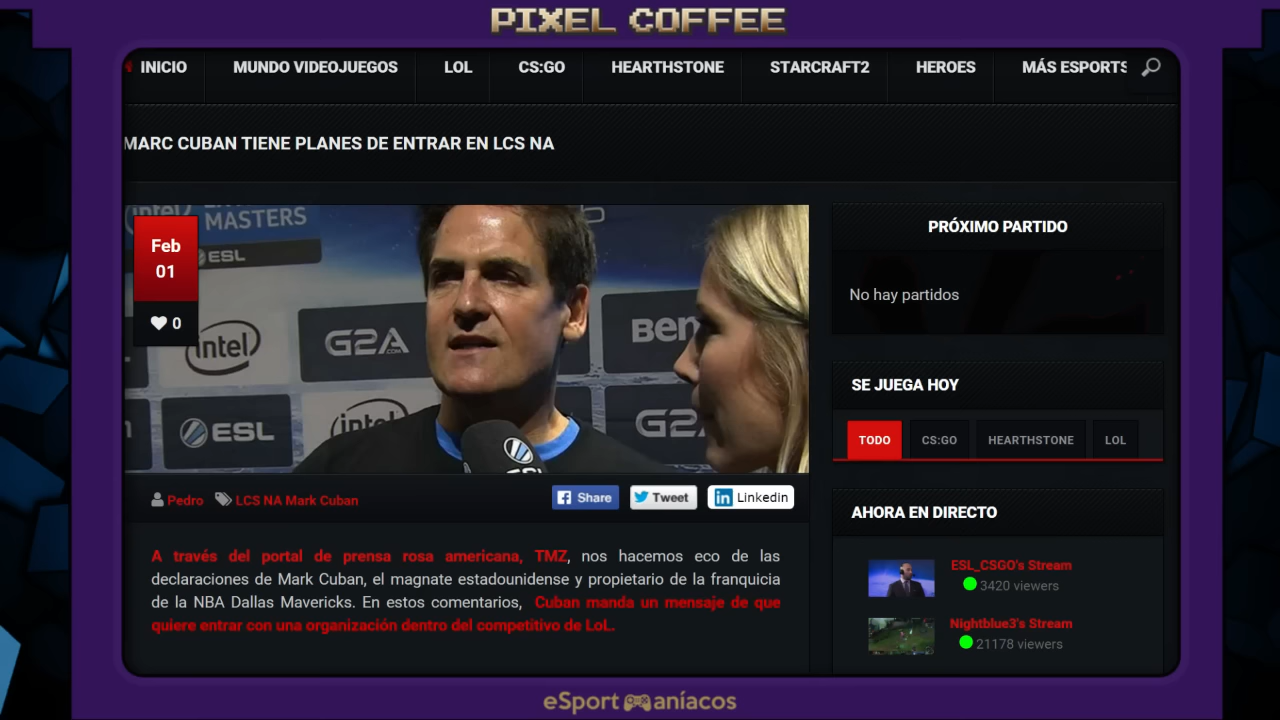 PIXEL COFFEE
INICIO MUNDO VIDEOJUEGOS LOL CS:GO HEARTHSTONE STARCRAFT2 HEROES MÁS ESPORTS
MARC CUBAN TIENE PLANES DE ENTRAR EN LCS NA
Feb
01
0
MASTERS
ESL
intel
G2A
.COM
Ben
ESL
intel
G2A
ESL
PRÓXIMO PARTIDO
No hay partidos
SE JUEGA HOY
TODO CS:GO HEARTHSTONE LOL
Pedro LCS NA Mark Cuban
Share Tweet Linkedin
A través del portal de prensa rosa americana, TMZ, nos hacemos eco de las
declaraciones de Mark Cuban, el magnate estadounidense y propietario de la franquicia
de la NBA Dallas Mavericks. En estos comentarios, Cuban manda un mensaje de que
quiere entrar con una organización dentro del competitivo de LoL.
AHORA EN DIRECTO
ESL_CSGO's Stream
3420 viewers
Nightblue3's Stream
21178 viewers
eSport maníacos